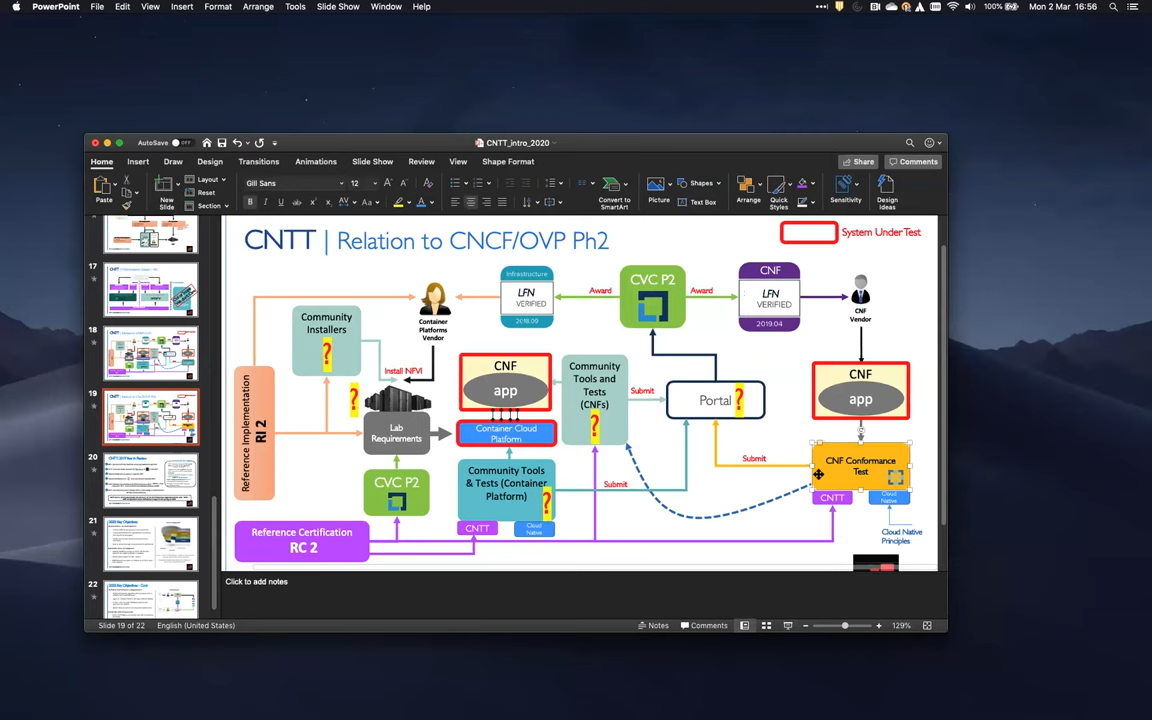 PowerPoint File Edit View Insert Format Arrange Tools Slide Show Window Help
100% Mon 2 Mar 16:56
AutoSave OFF CNTT_intro_2020
Home Insert Draw Design Transitions Animations Slide Show Review View Shape Format Share Comments
Paste
New
Slide
Layout
Reset
Section
Gill Sans 12
Convert to
SmartArt
Picture
Shapes
Text Box
Arrange
Quick
Styles
Sensitivity
Design
Ideas
17
18
19
20
21
22
CNTT | Relation to CNCF/OVP Ph2
System Under Test
Community
Installers
?
Container
Platforms
Vendor
Infrastructure
LFN
VERIFIED
2018.09
Award
CVC P2
Award
CNF
LFN
VERIFIED
2019.04
CNF
Vendor
Install NFVI
?
Reference Implementation
RI 2
Lab
Requirements
CNF
app
Container Cloud
Platform
Community
Tools and
Tests
(CNFs)
?
Submit
Portal ?
CNF
app
CVC P2
Community Tools
& Tests (Container
Platform)
?
Submit
Submit
CNF Conformance
Test
CNTT
Cloud
Native
CNTT
Cloud
Native
Cloud Native
Principles
Reference Certification
RC 2
Click to add notes
Slide 19 of 22 English (United States) Notes Comments 129%